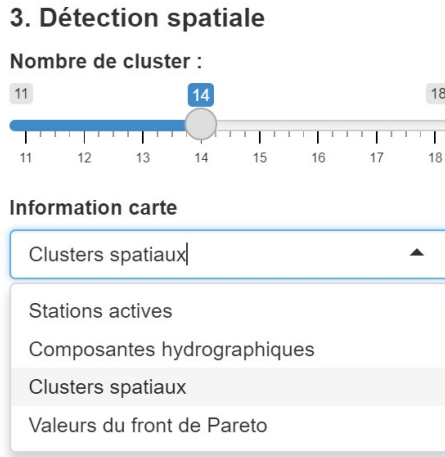 3. Détection spatiale
Nombre de cluster :
11 14 18
11 12 13 14 15 16 17 18
Information carte
Clusters spatiaux
Stations actives
Composantes hydrographiques
Clusters spatiaux
Valeurs du front de Pareto